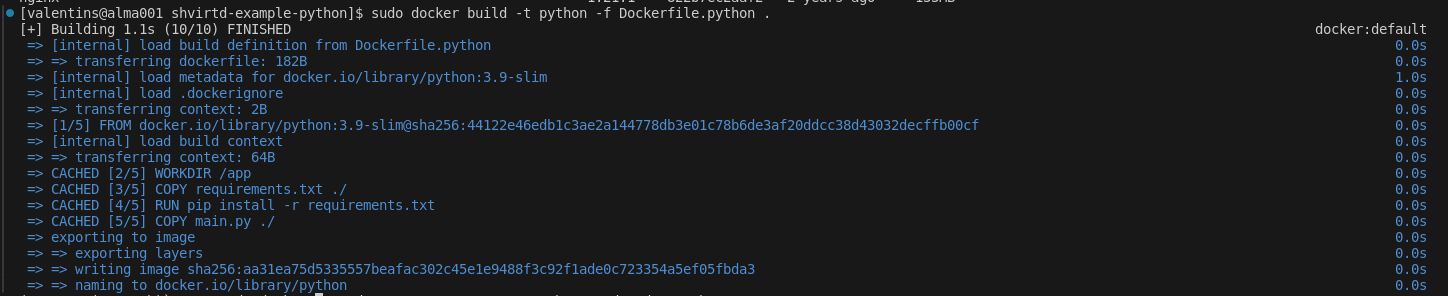 [valentins@alma001 shvirtd-example-python]$ sudo docker build -t python -f Dockerfile.python .
[+] Building 1.1s (10/10) FINISHED docker:default
=> [internal] load build definition from Dockerfile.python 0.0s
=> => transferring dockerfile: 182B 0.0s
=> [internal] load metadata for docker.io/library/python:3.9-slim 1.0s
=> [internal] load .dockerignore 0.0s
=> => transferring context: 2B 0.0s
=> [1/5] FROM docker.io/library/python:3.9-slim@sha256:44122e46edb1c3ae2a144778db3e01c78b6de3af20ddcc38d43032decffb00cf 0.0s
=> [internal] load build context 0.0s
=> => transferring context: 64B 0.0s
=> CACHED [2/5] WORKDIR /app 0.0s
=> CACHED [3/5] COPY requirements.txt ./ 0.0s
=> CACHED [4/5] RUN pip install -r requirements.txt 0.0s
=> CACHED [5/5] COPY main.py ./ 0.0s
=> exporting to image 0.0s
=> => exporting layers 0.0s
=> => writing image sha256:aa31ea75d5335557beafac302c45e1e9488f3c92f1ade0c723354a5ef05fbda3 0.0s
=> => naming to docker.io/library/python 0.0s